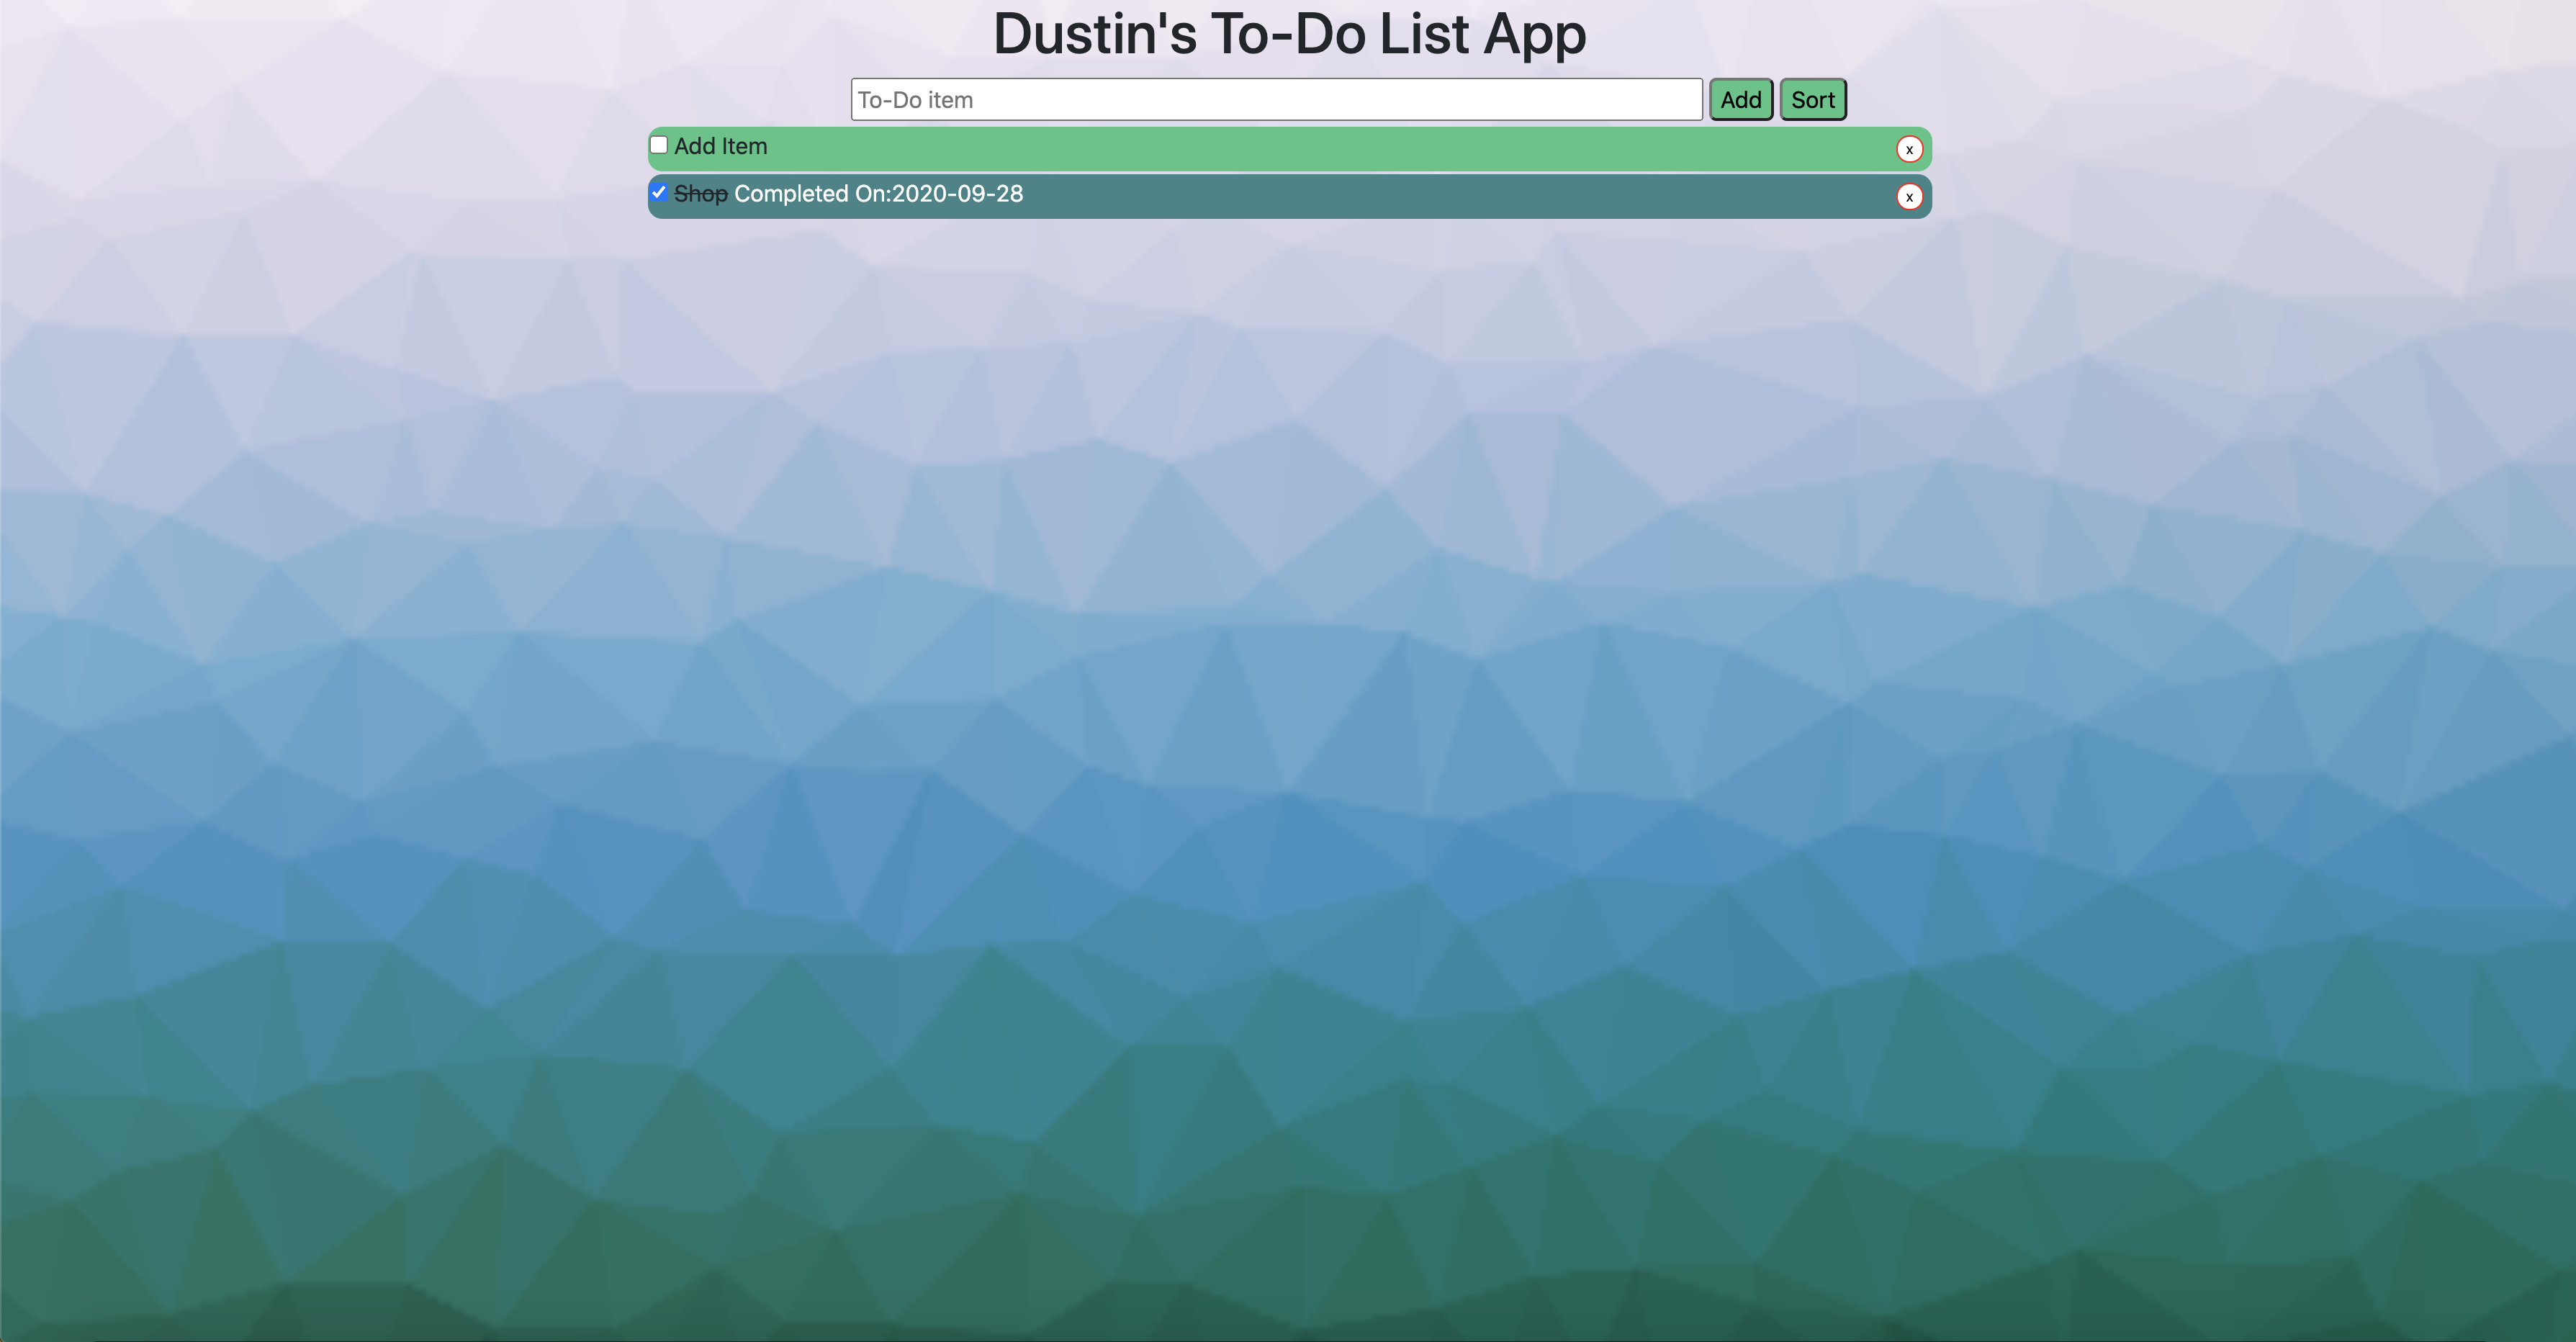 Dustin's To-Do List App
To-Do item Add Sort
Add Item x
Shop Completed On:2020-09-28 x